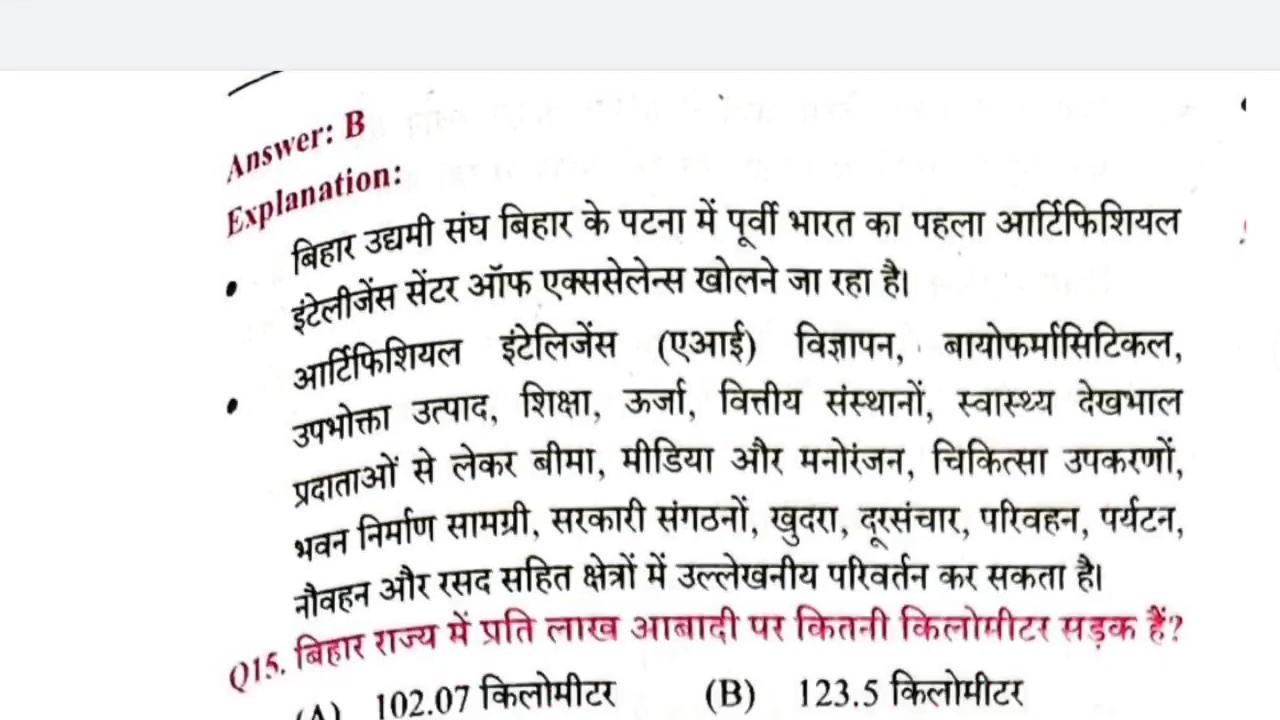 Answer: B
Explanation:
• बिहार उद्यमी संघ बिहार के पटना में पूर्वी भारत का पहला आर्टिफिशियल
इंटेलीजेंस सेंटर ऑफ एक्ससेलेन्स खोलने जा रहा है।
• आर्टिफिशियल इंटेलिजेंस (एआई) विज्ञापन, बायोफर्मासिटिकल,
उपभोक्ता उत्पाद, शिक्षा, ऊर्जा, वित्तीय संस्थानों, स्वास्थ्य देखभाल
प्रदाताओं से लेकर बीमा, मीडिया और मनोरंजन, चिकित्सा उपकरणों,
भवन निर्माण सामग्री, सरकारी संगठनों, खुदरा, दूरसंचार, परिवहन, पर्यटन,
नौवहन और रसद सहित क्षेत्रों में उल्लेखनीय परिवर्तन कर सकता है।
Q15. बिहार राज्य में प्रति लाख आबादी पर कितनी किलोमीटर सड़क हैं?
(A) 102.07 किलोमीटर (B) 123.5 किलोमीटर